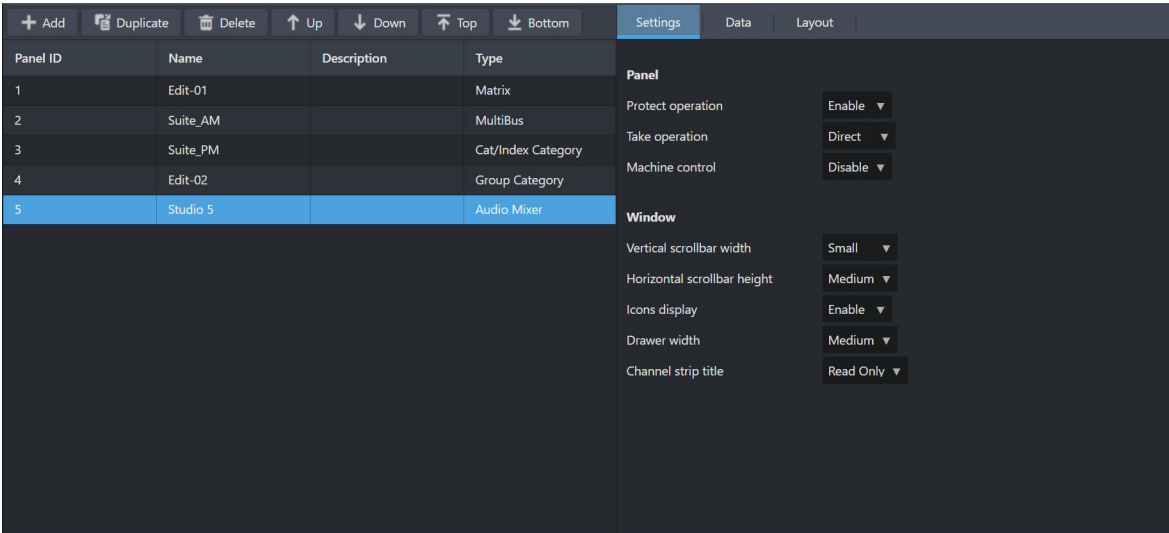 Add Duplicate Delete Up Down Top Bottom
Panel ID Name Description Type
1 Edit-01 Matrix
2 Suite_AM MultiBus
3 Suite_PM Cat/Index Category
4 Edit-02 Group Category
5 Studio 5 Audio Mixer
Settings Data Layout
Panel
Protect operation Enable
Take operation Direct
Machine control Disable
Window
Vertical scrollbar width Small
Horizontal scrollbar height Medium
Icons display Enable
Drawer width Medium
Channel strip title Read Only